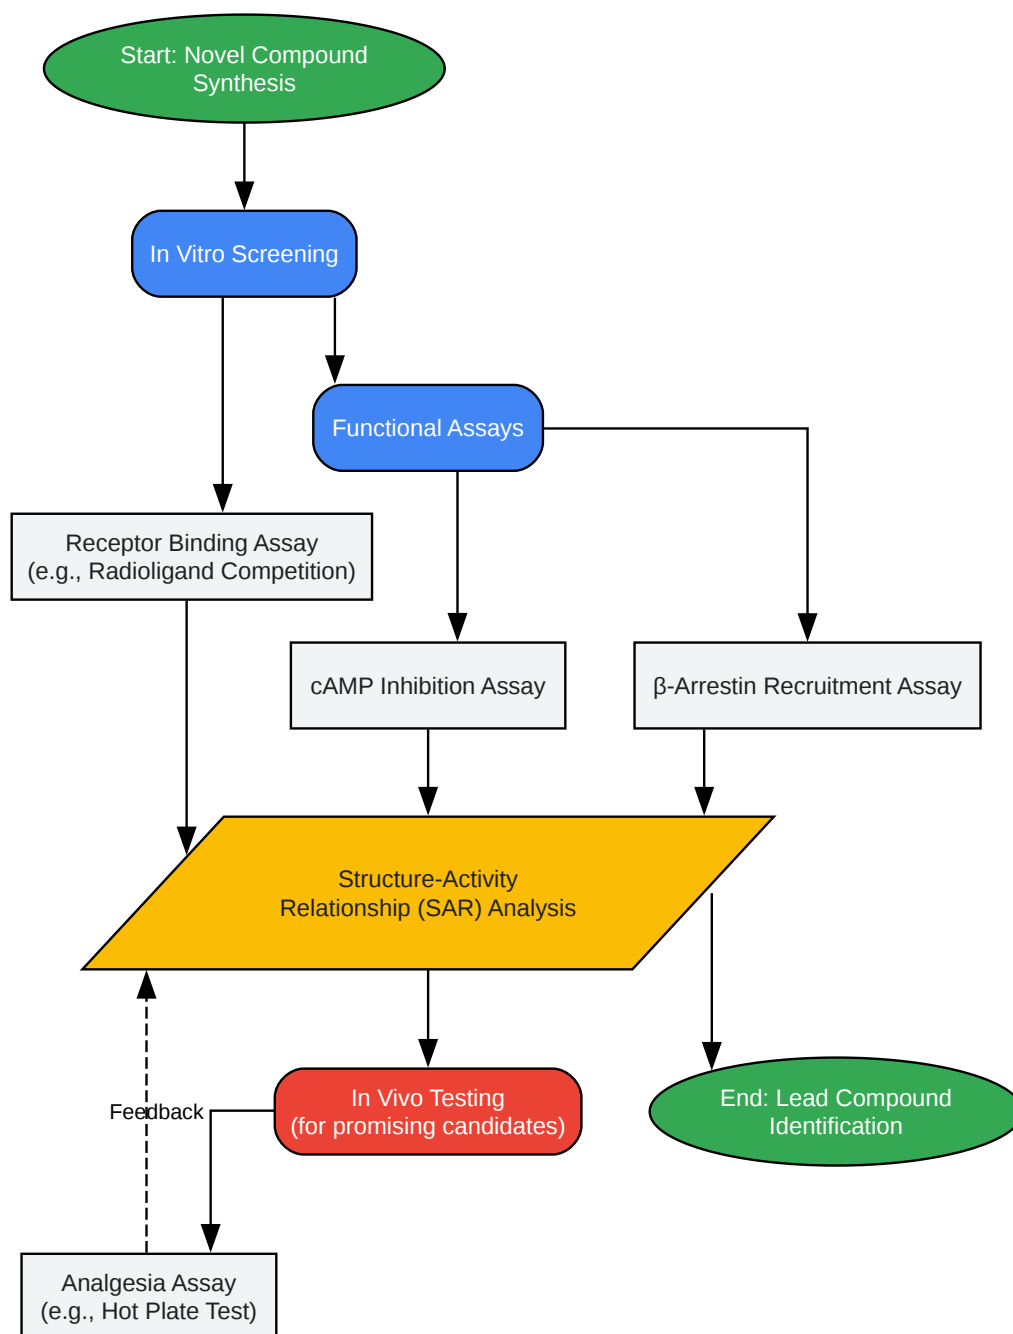 Start: Novel Compound
Synthesis
In Vitro Screening
Functional Assays
Receptor Binding Assay
(e.g., Radioligand Competition)
cAMP Inhibition Assay
β-Arrestin Recruitment Assay
Structure-Activity
Relationship (SAR) Analysis
In Vivo Testing
(for promising candidates)
End: Lead Compound
Identification
Feedback
Analgesia Assay
(e.g., Hot Plate Test)